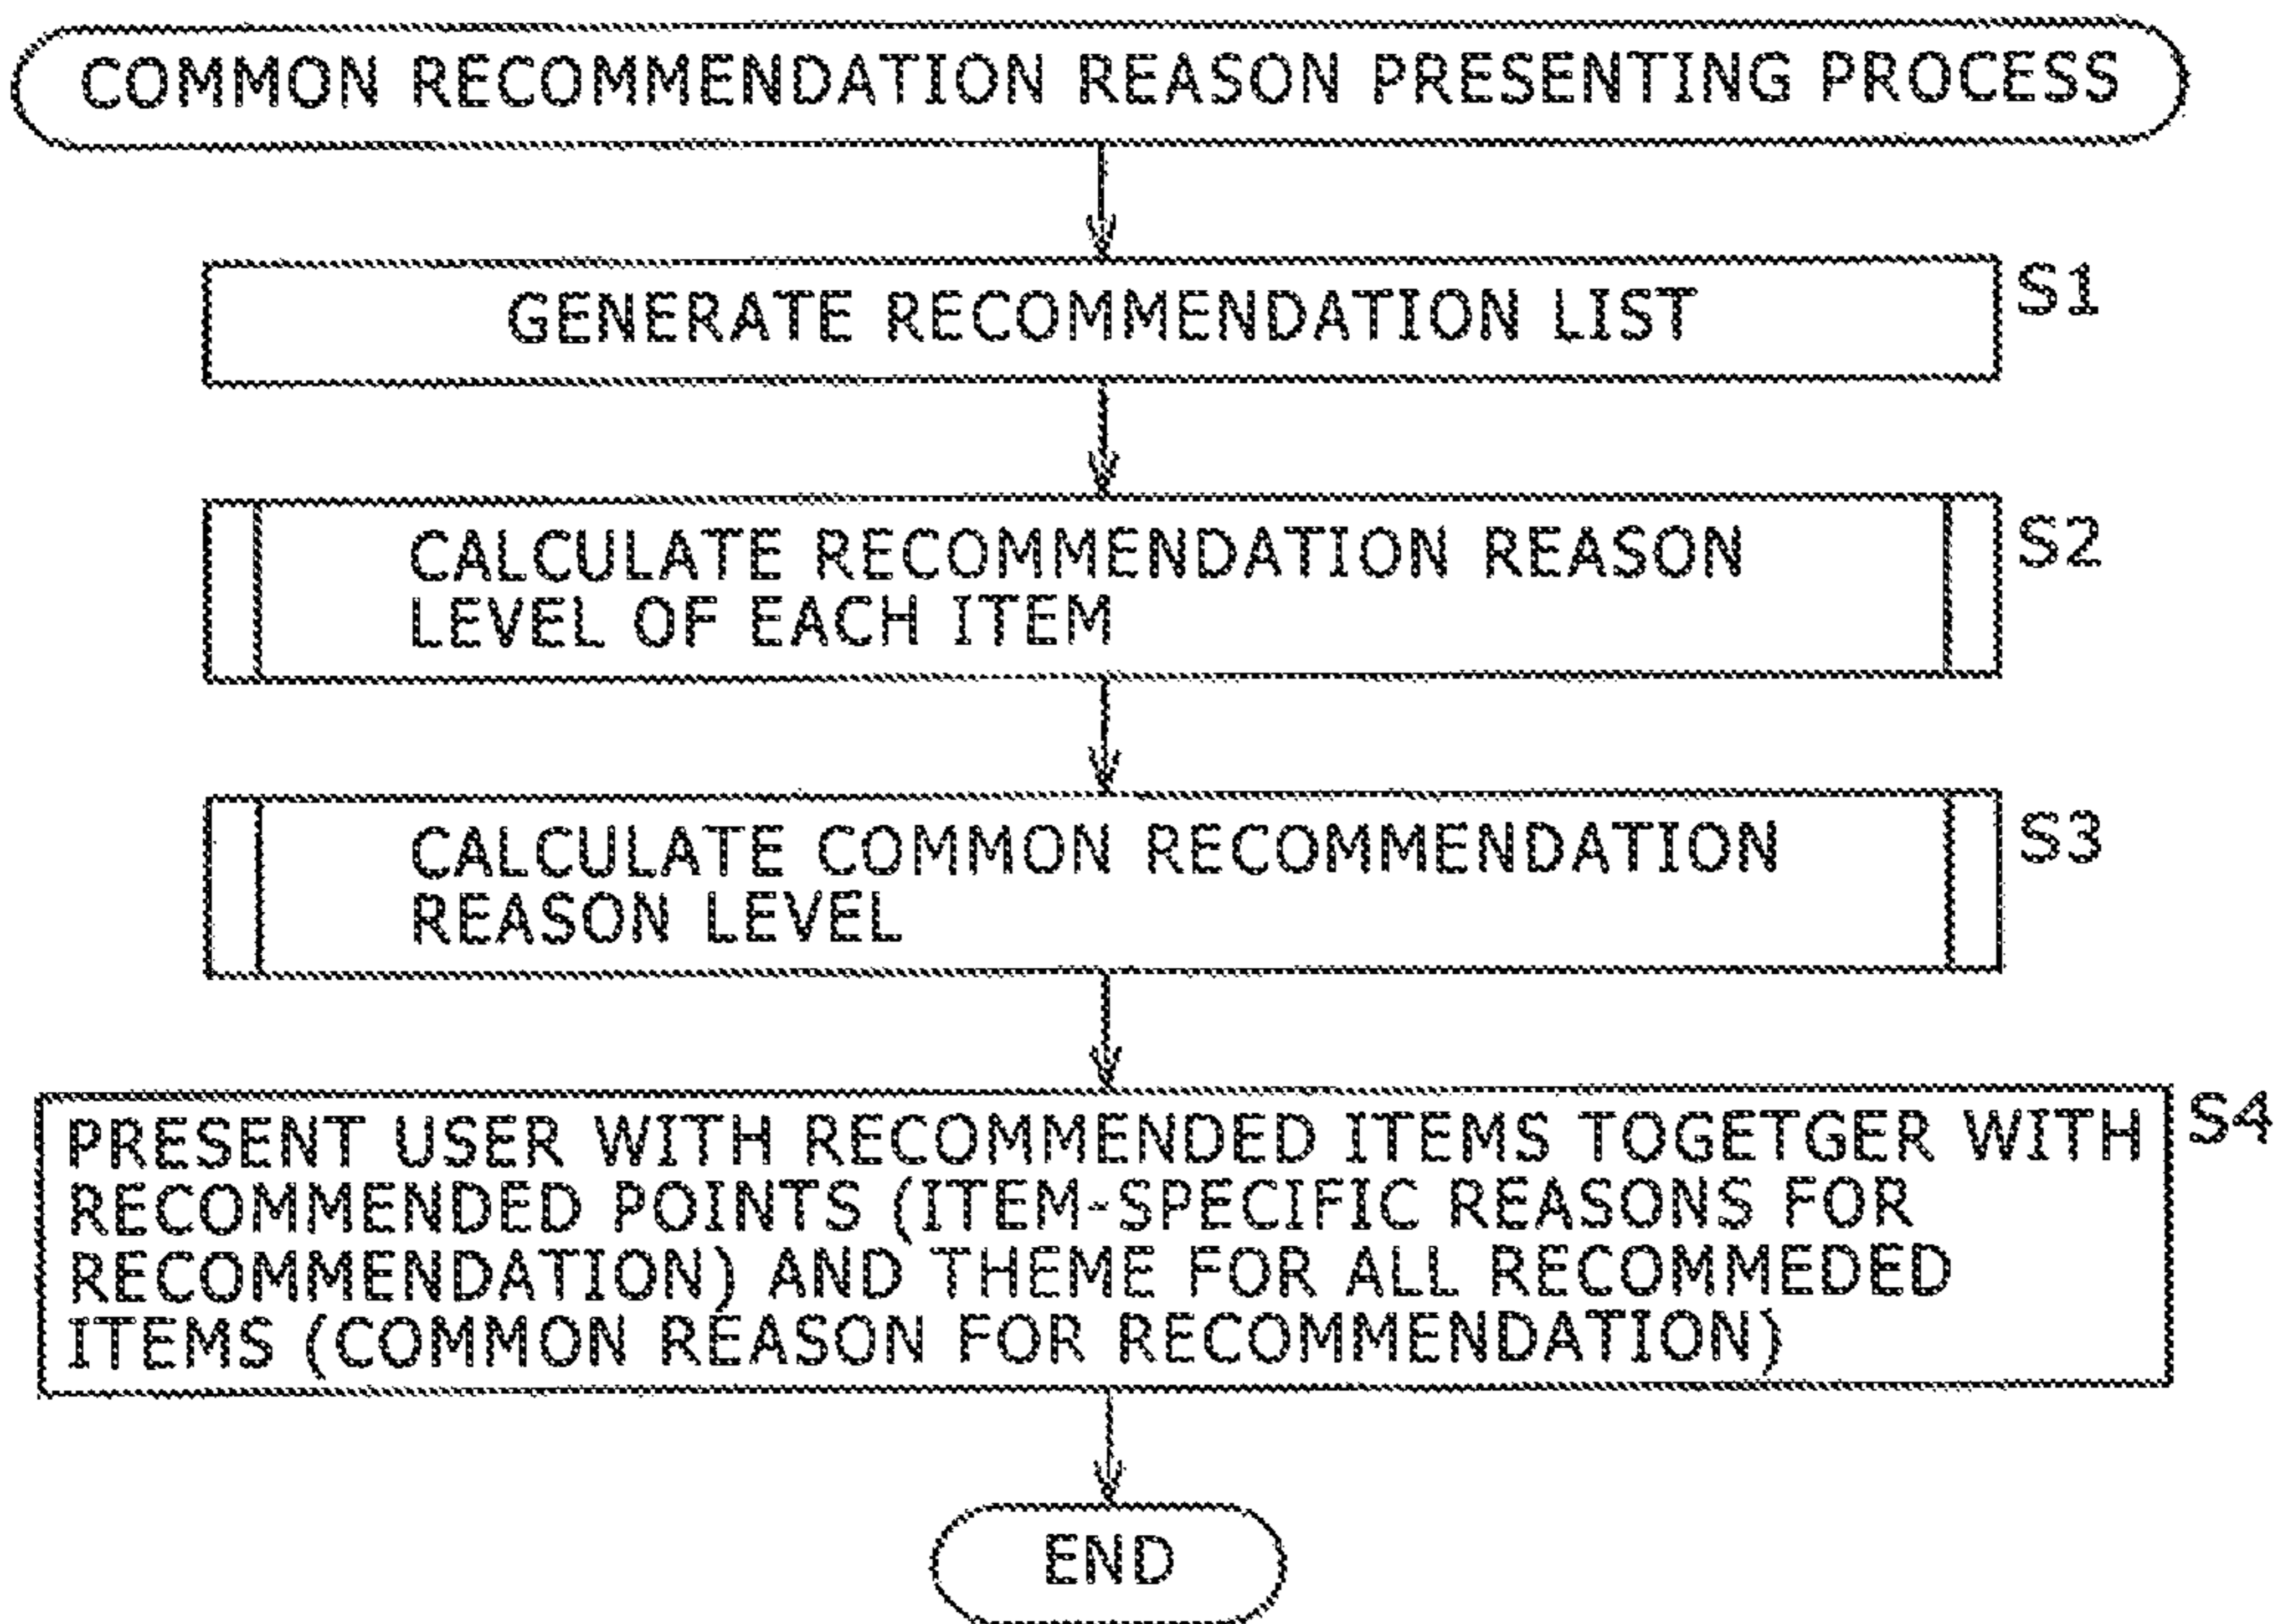 COMMON RECOMMENDATION REASON PRESENTING PROCESS
GENERATE RECOMMENDATION LIST
S1
CALCULATE RECOMMENDATION REASON
LEVEL OF EACH ITEM
S2
CALCULATE COMMON RECOMMENDATION
REASON LEVEL
S3
PRESENT USER WITH RECOMMENDED ITEMS TOGETGER WITH
RECOMMENDED POINTS (ITEM-SPECIFIC REASONS FOR
RECOMMENDATION) AND THEME FOR ALL RECOMMEDED
ITEMS (COMMON REASON FOR RECOMMENDATION)
S4
END